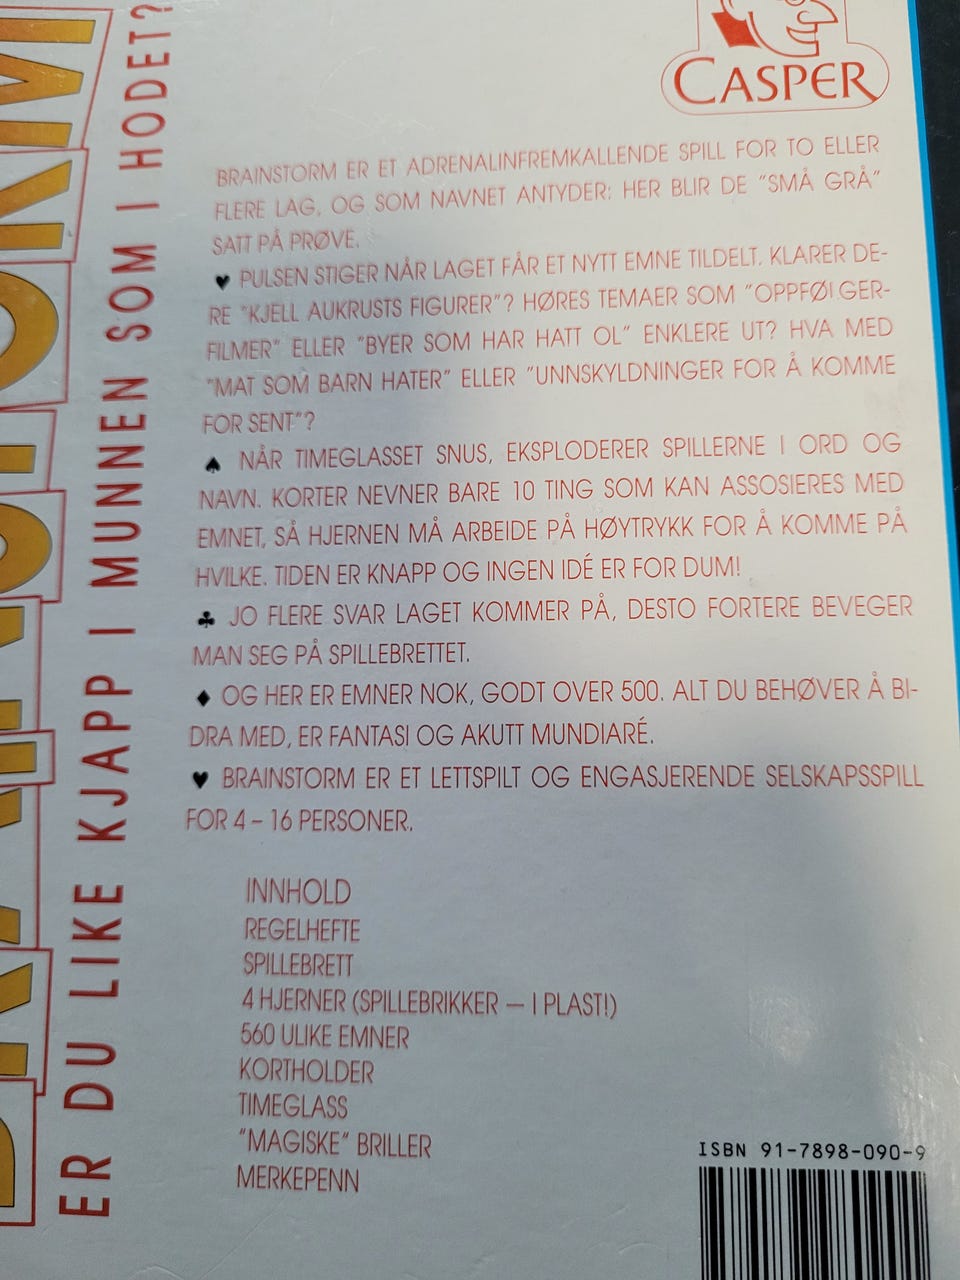 BRAINSTORM
ER DU LIKE KJAPP I MUNNEN SOM I HODET?
CASPER
BRAINSTORM ER ET ADRENALINFREMKALLENDE SPILL FOR TO ELLER
FLERE LAG, OG SOM NAVNET ANTYDER; HER BLIR DE "SMÅ GRÅ"
SATT PÅ PRØVE.
♥ PULSEN STIGER NÅR LAGET FÅR ET NYTT EMNE TILDELT. KLARER DE-
RE "KJELL AUKRUSTS FIGURER"? HØRES TEMAER SOM "OPPFØLGER-
FILMER" ELLER "BYER SOM HAR HATT OL" ENKLERE UT? HVA MED
"MAT SOM BARN HATER" ELLER "UNNSKYLDNINGER FOR Å KOMME
FOR SENT"?
♠ NÅR TIMEGLASSET SNUS, EKSPLODERER SPILLERNE I ORD OG
NAVN. KORTER NEVNER BARE 10 TING SOM KAN ASSOSIERES MED
EMNET, SÅ HJERNEN MÅ ARBEIDE PÅ HØYTRYKK FOR Å KOMME PÅ
HVILKE. TIDEN ER KNAPP OG INGEN IDÉ ER FOR DUM!
♣ JO FLERE SVAR LAGET KOMMER PÅ, DESTO FORTERE BEVEGER
MAN SEG PÅ SPILLEBRETTET.
♦ OG HER ER EMNER NOK, GODT OVER 500. ALT DU BEHØVER Å BI-
DRA MED, ER FANTASI OG AKUTT MUNDIARÉ.
♥ BRAINSTORM ER ET LETTSPILT OG ENGASJERENDE SELSKAPSSPILL
FOR 4 – 16 PERSONER.
INNHOLD
REGELHEFTE
SPILLEBRETT
4 HJERNER (SPILLEBRIKKER — I PLAST!)
560 ULIKE EMNER
KORTHOLDER
TIMEGLASS
"MAGISKE" BRILLER
MERKEPENN
ISBN 91-7898-090-9